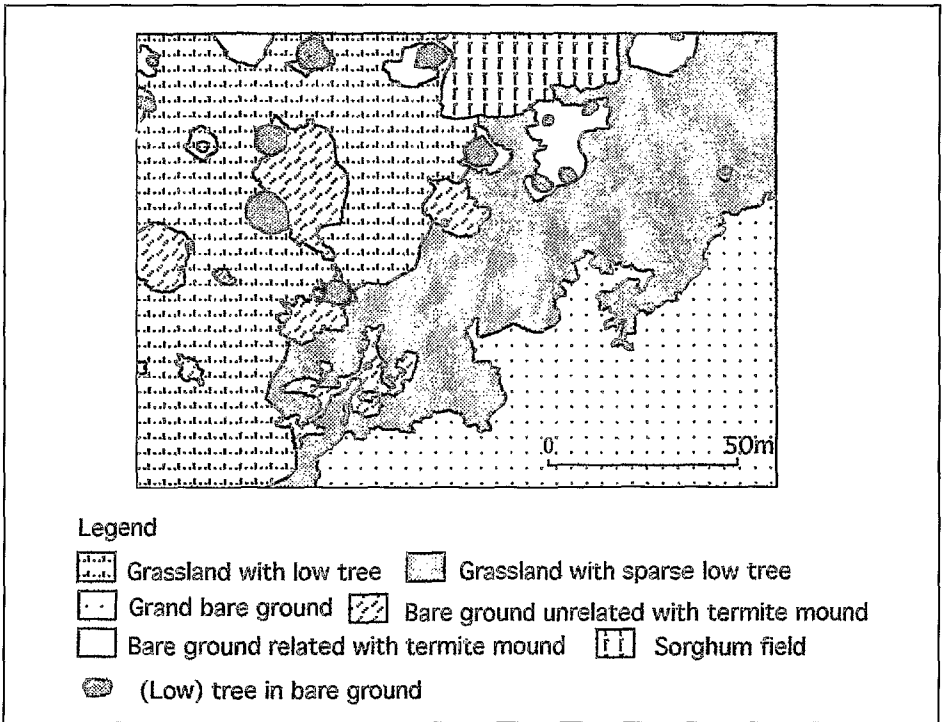 0 50m
Legend
Grassland with low tree Grassland with sparse low tree
Grand bare ground Bare ground unrelated with termite mound
Bare ground related with termite mound Sorghum field
(Low) tree in bare ground